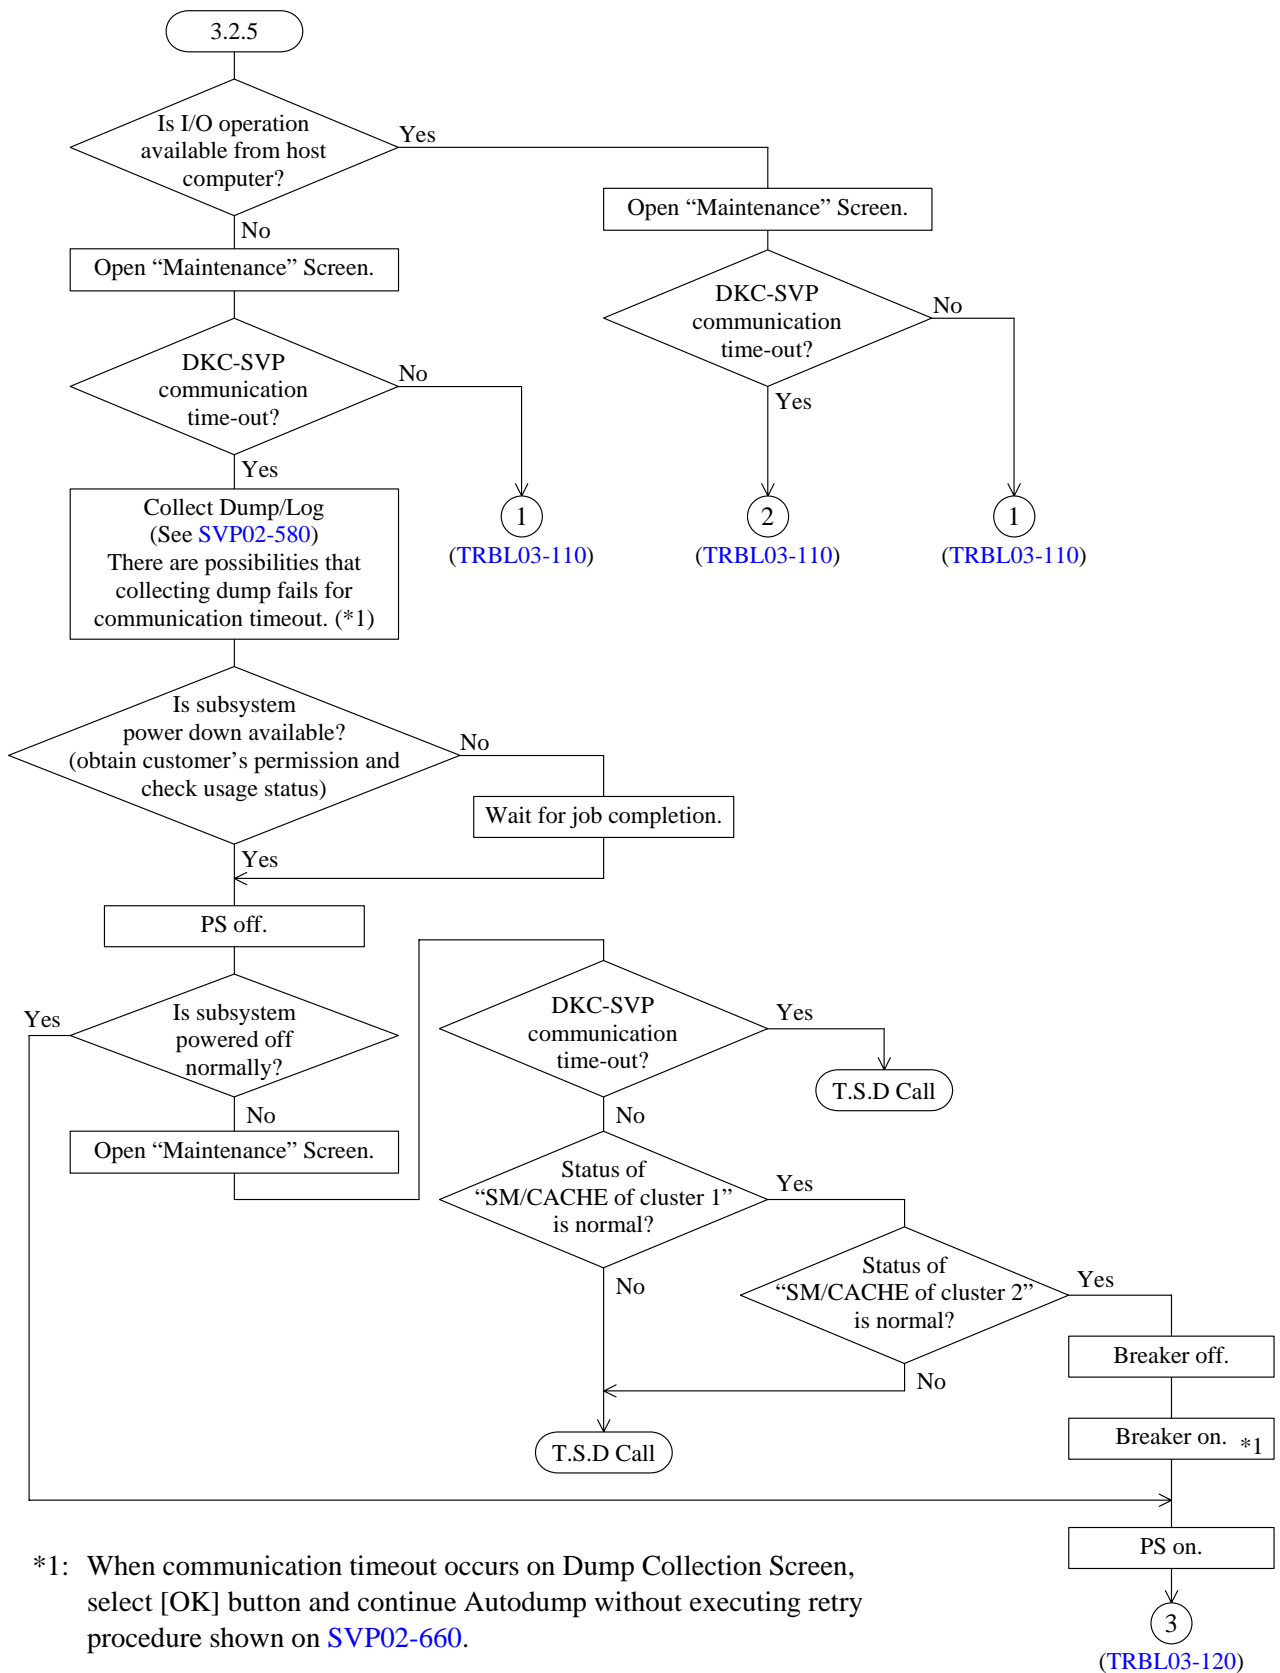 3.2.5
Is I/O operation
available from host
computer?
Yes
No
Open “Maintenance” Screen.
Open “Maintenance” Screen.
DKC-SVP
communication
time-out?
No
Yes
DKC-SVP
communication
time-out?
No
Yes
Collect Dump/Log
(See SVP02-580)
There are possibilities that
collecting dump fails for
communication timeout. (*1)
1
(TRBL03-110)
2
(TRBL03-110)
1
(TRBL03-110)
Is subsystem
power down available?
(obtain customer’s permission and
check usage status)
No
Wait for job completion.
Yes
PS off.
Is subsystem
powered off
normally?
Yes
No
Open “Maintenance” Screen.
DKC-SVP
communication
time-out?
Yes
T.S.D Call
No
Status of
“SM/CACHE of cluster 1”
is normal?
Yes
No
Status of
“SM/CACHE of cluster 2”
is normal?
Yes
No
T.S.D Call
Breaker off.
Breaker on. *1
PS on.
3
(TRBL03-120)
*1: When communication timeout occurs on Dump Collection Screen,
select [OK] button and continue Autodump without executing retry
procedure shown on SVP02-660.